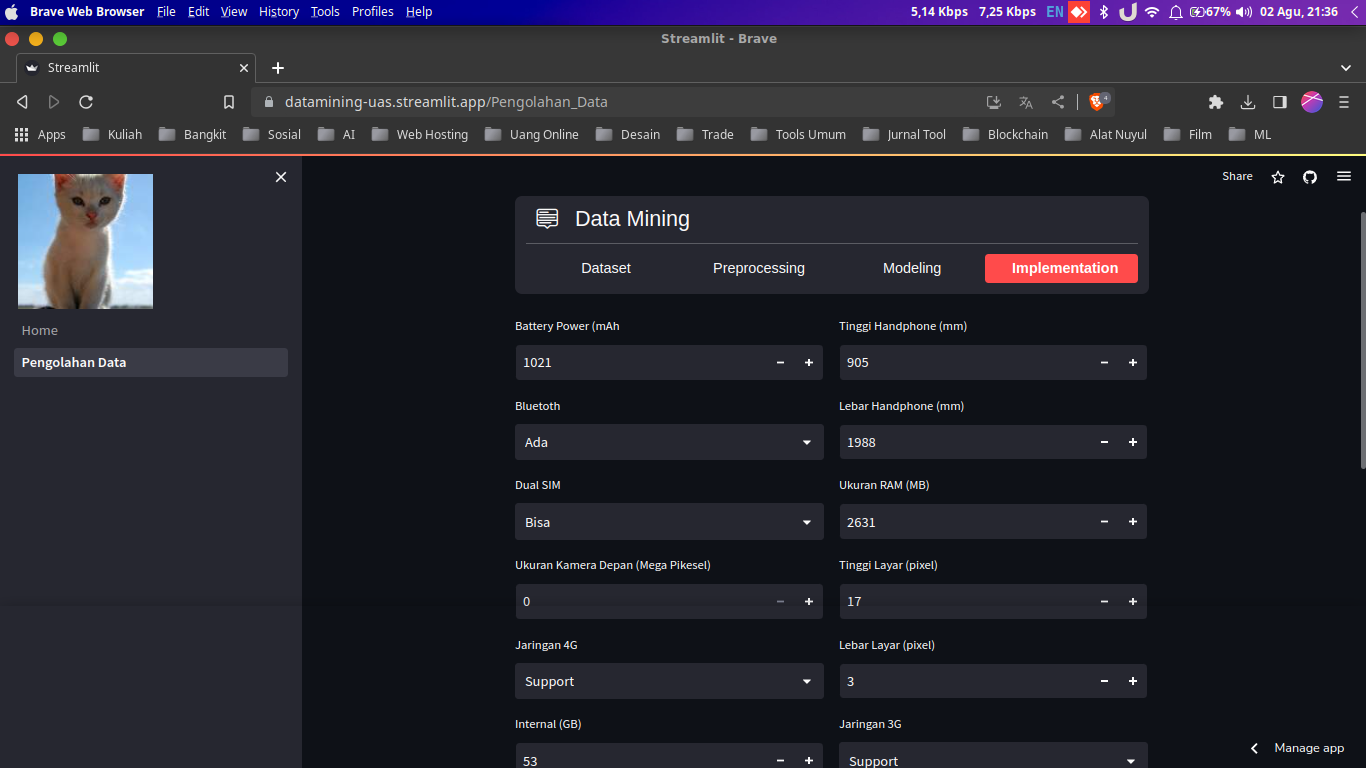 Brave Web Browser File Edit View History Tools Profiles Help 5,14 Kbps 7,25 Kbps EN 67% 02 Agu, 21:36
Streamlit - Brave
Streamlit
datamining-uas.streamlit.app/Pengolahan_Data
Apps Kuliah Bangkit Sosial AI Web Hosting Uang Online Desain Trade Tools Umum Jurnal Tool Blockchain Alat Nuyul Film ML
Share
Home
Pengolahan Data
Data Mining
Dataset Preprocessing Modeling Implementation
Battery Power (mAh Tinggi Handphone (mm)
1021 905
Bluetoth Lebar Handphone (mm)
Ada 1988
Dual SIM Ukuran RAM (MB)
Bisa 2631
Ukuran Kamera Depan (Mega Pikesel) Tinggi Layar (pixel)
0 17
Jaringan 4G Lebar Layar (pixel)
Support 3
Internal (GB) Jaringan 3G
53 Support
Manage app